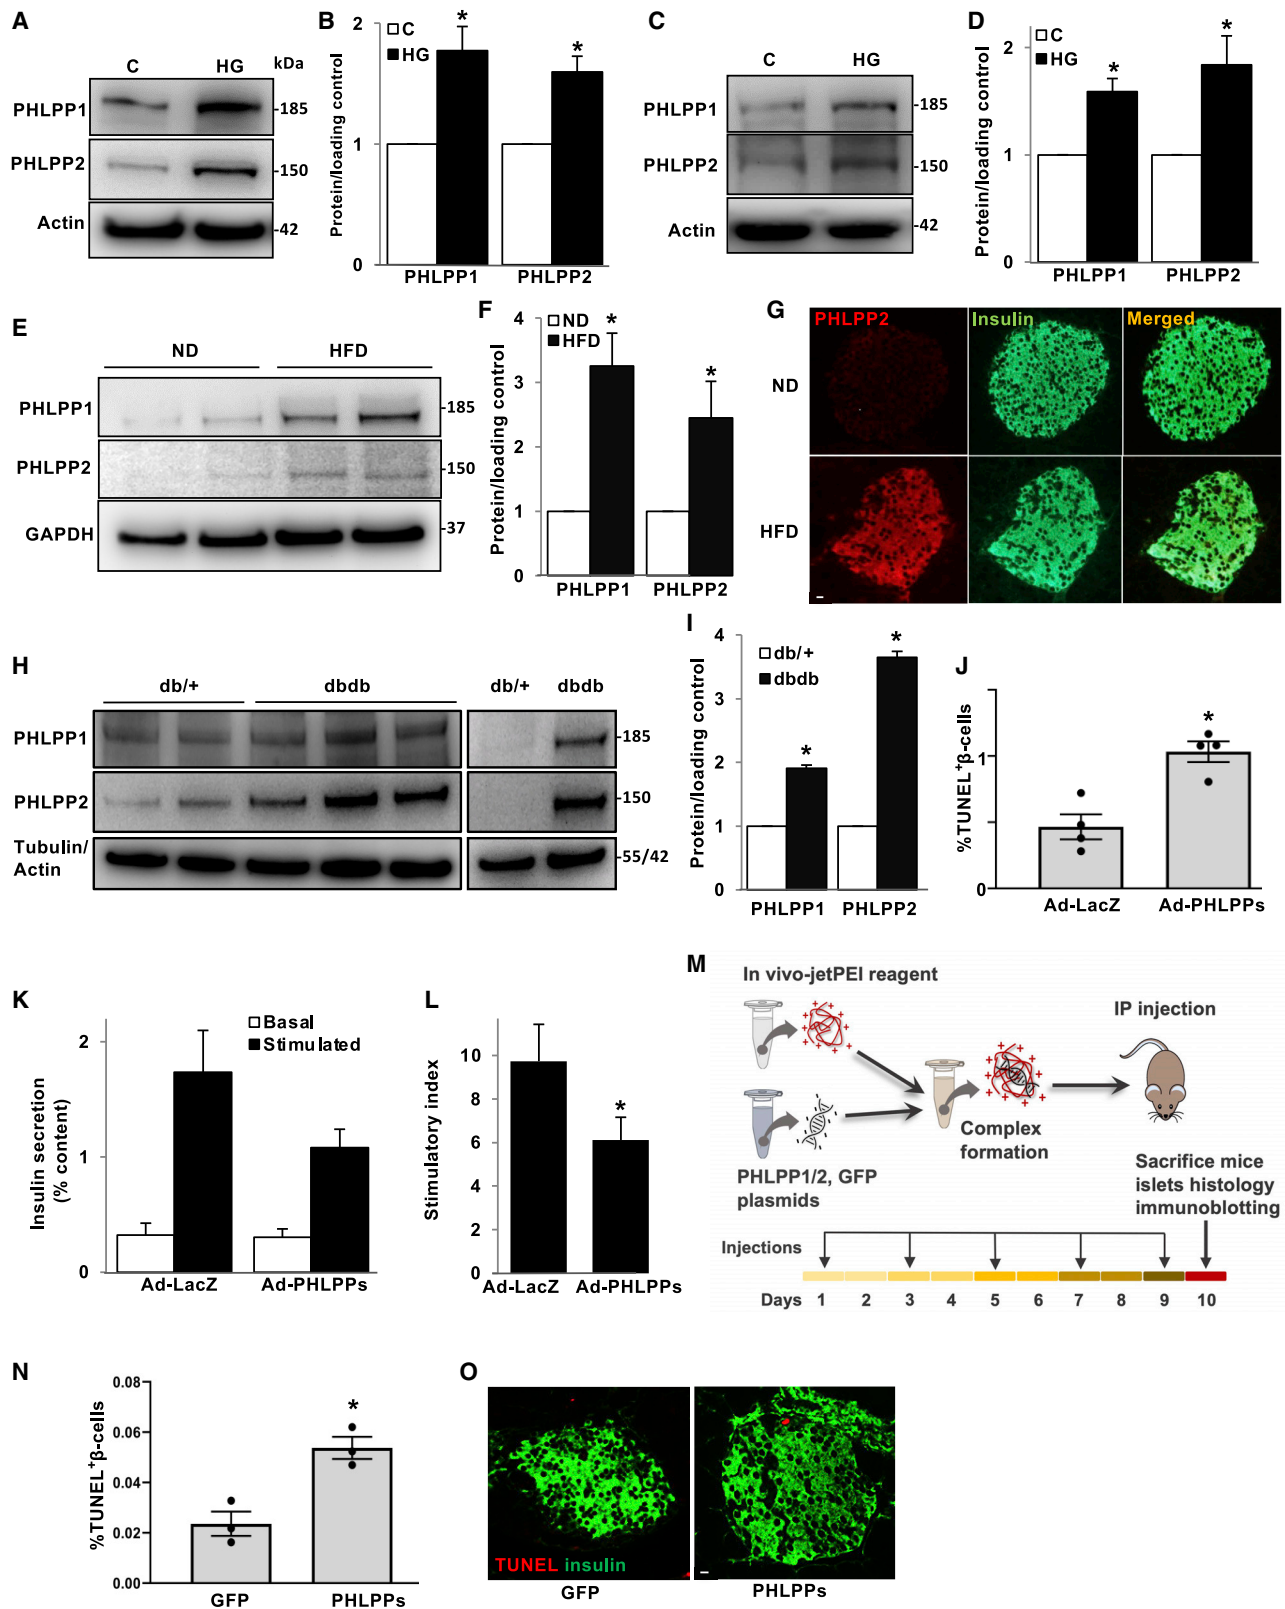 A
C HG kDa
PHLPP1 -185
PHLPP2 -150
Actin -42
B
Protein/loading control
2
1
0
C
HG
*
*
PHLPP1 PHLPP2
C
C HG
PHLPP1 -185
PHLPP2 -150
Actin -42
D
Protein/loading control
2
1
0
C
HG
*
*
PHLPP1 PHLPP2
E
ND HFD
PHLPP1 -185
PHLPP2 -150
GAPDH -37
F
Protein/loading control
4
3
2
1
0
ND
HFD
*
*
PHLPP1 PHLPP2
G
PHLPP2 Insulin Merged
ND
HFD
H
db/+ dbdb db/+ dbdb
PHLPP1 -185
PHLPP2 -150
Tubulin/
Actin -55/42
I
Protein/loading control
4
3
2
1
0
db/+
dbdb
*
*
PHLPP1 PHLPP2
J
%TUNEL+β-cells
1
0
*
Ad-LacZ Ad-PHLPPs
K
Insulin secretion
(% content)
2
1
0
Basal
Stimulated
Ad-LacZ Ad-PHLPPs
L
Stimulatory index
10
8
6
4
2
0
*
Ad-LacZ Ad-PHLPPs
M
In vivo-jetPEI reagent
IP injection
Complex
formation
PHLPP1/2, GFP
plasmids
Sacrifice mice
islets histology
immunoblotting
Injections
Days 1 2 3 4 5 6 7 8 9 10
N
%TUNEL+β-cells
0.08
0.06
0.04
0.02
0.00
*
GFP PHLPPs
O
TUNEL insulin
GFP PHLPPs